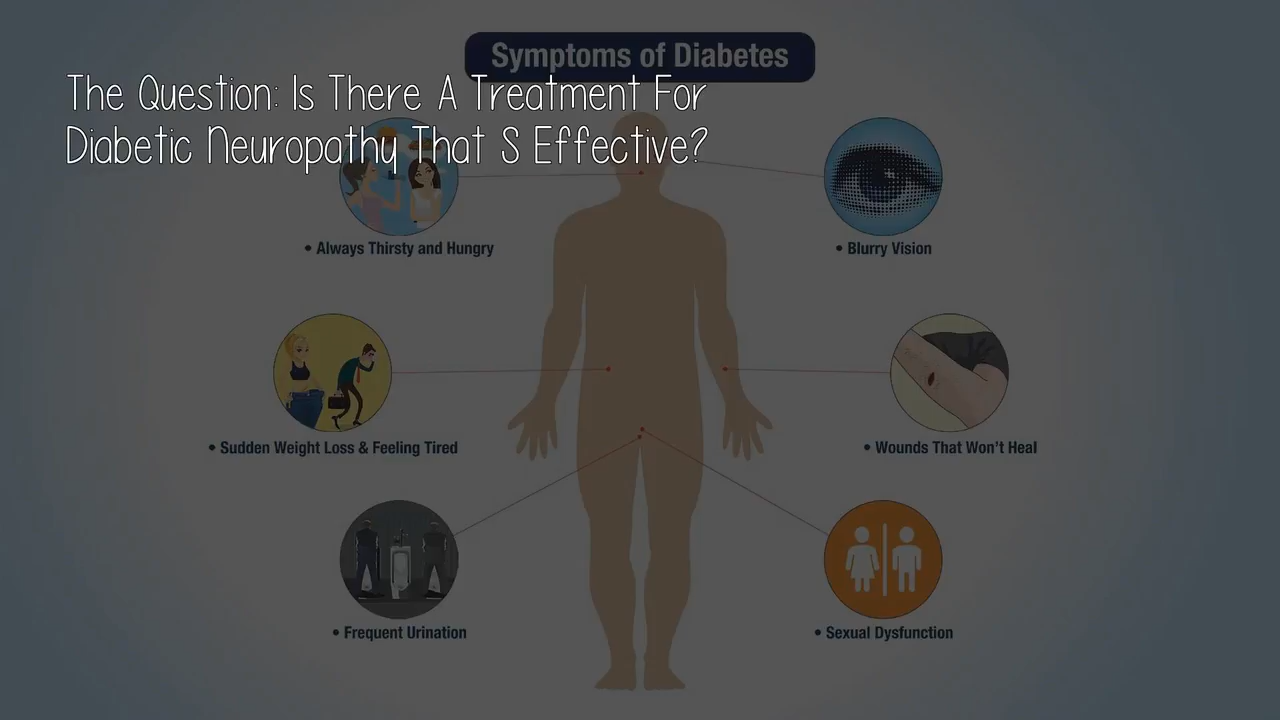 Symptoms of Diabetes
The Question: Is There A Treatment For
Diabetic Neuropathy That S Effective?
• Always Thirsty and Hungry
• Blurry Vision
• Sudden Weight Loss & Feeling Tired
• Wounds That Won't Heal
• Frequent Urination
• Sexual Dysfunction